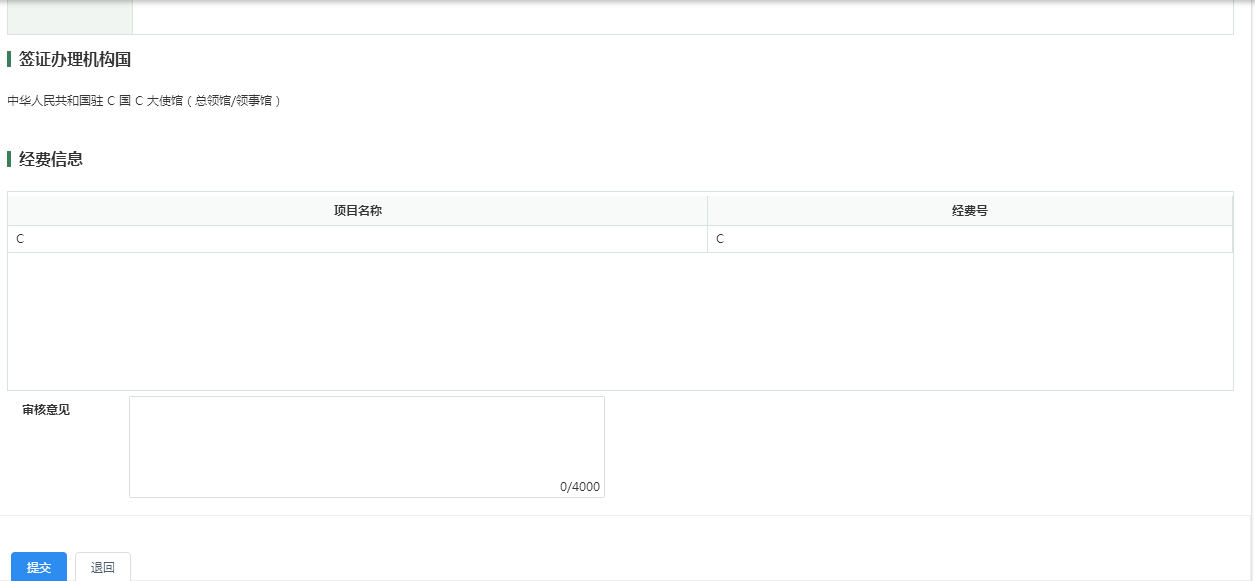 签证办理机构国
中华人民共和国驻 C 国 C 大使馆（总领馆/领事馆）
经费信息
项目名称 经费号
C C
审核意见
0/4000
提交 退回